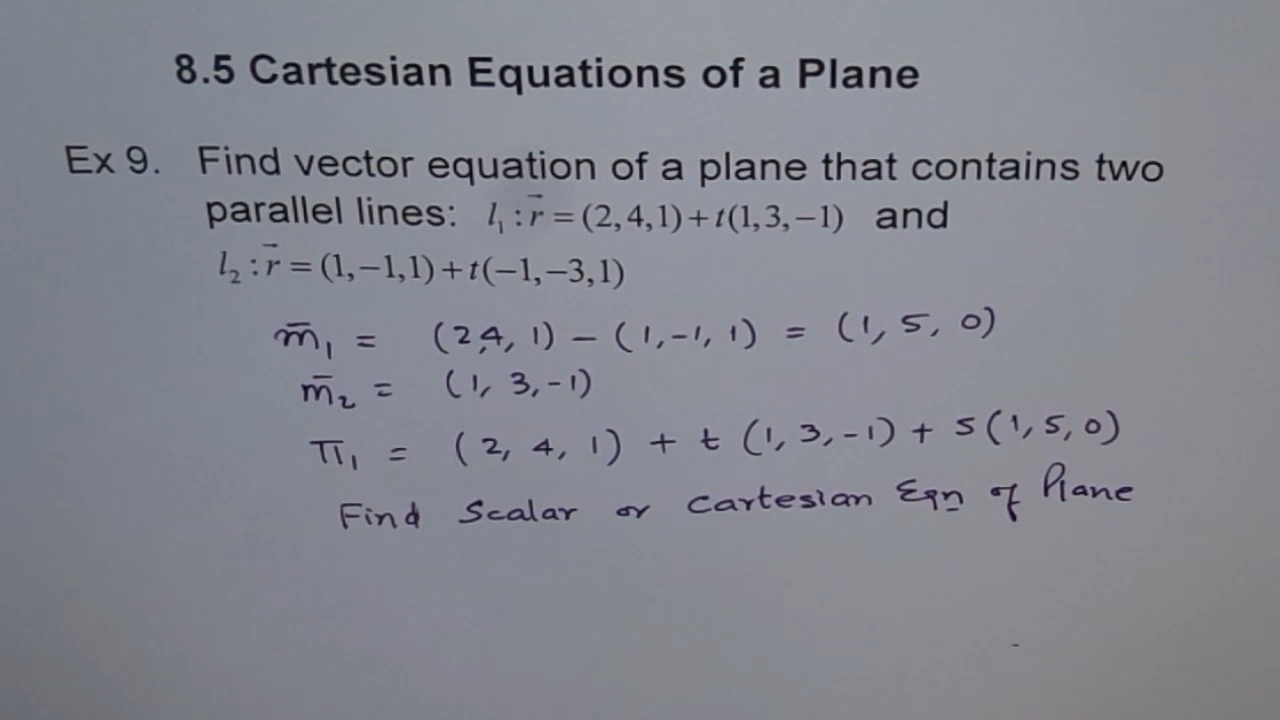 8.5 Cartesian Equations of a Plane
Ex 9. Find vector equation of a plane that contains two
parallel lines: l₁ : r⃗ = (2,4,1) + t(1,3,−1) and
l₂ : r⃗ = (1,−1,1) + t(−1,−3,1)
m̄₁ = (2,4,1) − (1,−1,1) = (1,5,0)
m̄₂ = (1,3,−1)
π₁ = (2,4,1) + t(1,3,−1) + s(1,5,0)
Find Scalar or Cartesian Eqn of Plane